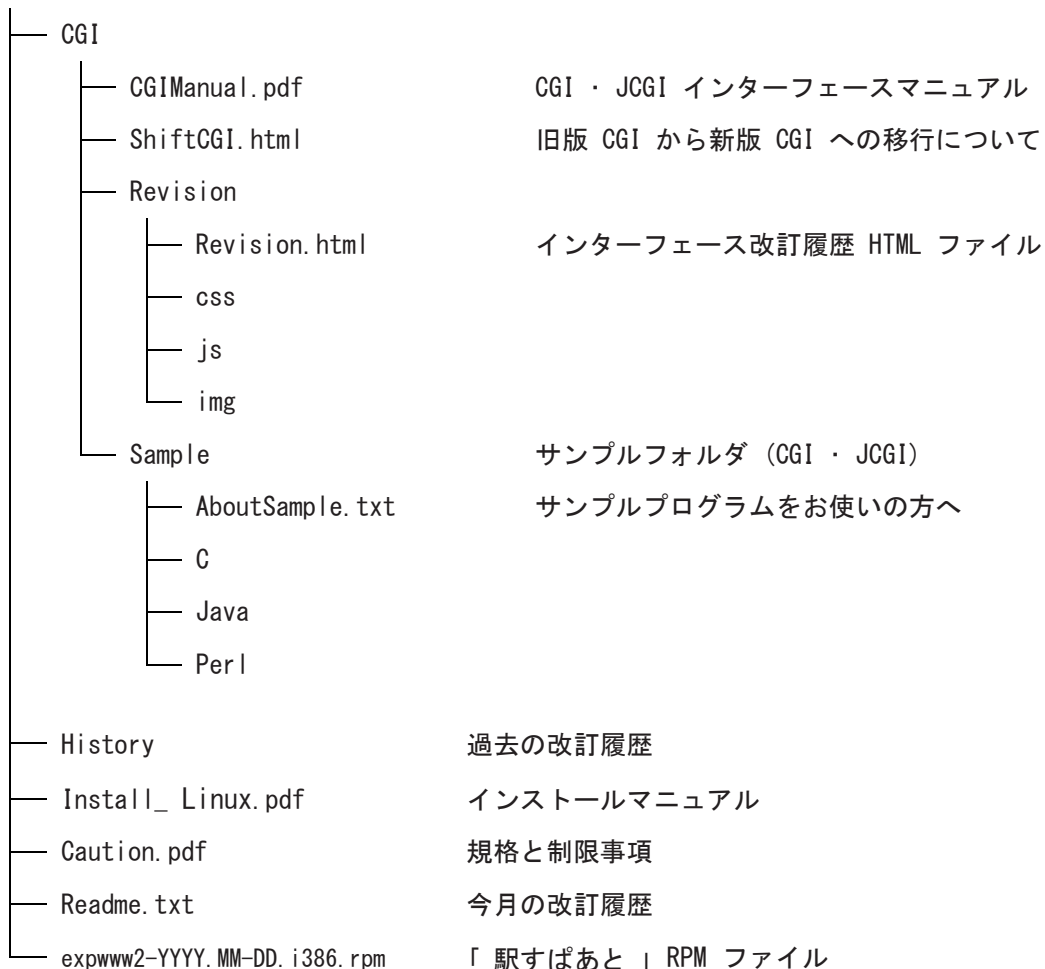 CGI
CGIManual.pdf CGI ・ JCGI インターフェースマニュアル
ShiftCGI.html 旧版 CGI から新版 CGI への移行について
Revision
Revision.html インターフェース改訂履歴 HTML ファイル
css
js
img
Sample サンプルフォルダ (CGI ・ JCGI)
AboutSample.txt サンプルプログラムをお使いの方へ
C
Java
Perl
History 過去の改訂履歴
Install_ Linux.pdf インストールマニュアル
Caution.pdf 規格と制限事項
Readme.txt 今月の改訂履歴
expwww2-YYYY.MM-DD.i386.rpm 「 駅すぱあと 」 RPM ファイル